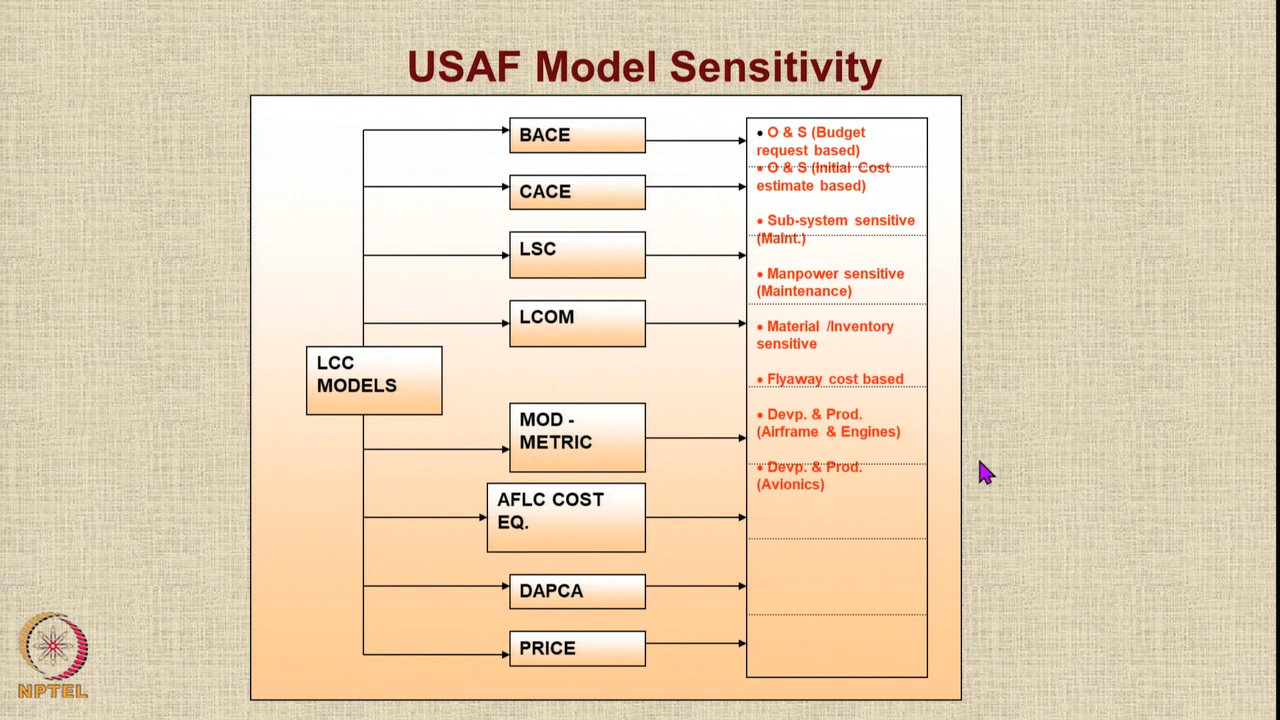 USAF Model Sensitivity
LCC
MODELS
BACE
CACE
LSC
LCOM
MOD -
METRIC
AFLC COST
EQ.
DAPCA
PRICE
• O & S (Budget
request based)
• O & S (Initial Cost
estimate based)
• Sub-system sensitive
(Maint.)
• Manpower sensitive
(Maintenance)
• Material /Inventory
sensitive
• Flyaway cost based
• Devp. & Prod.
(Airframe & Engines)
• Devp. & Prod.
(Avionics)
NPTEL